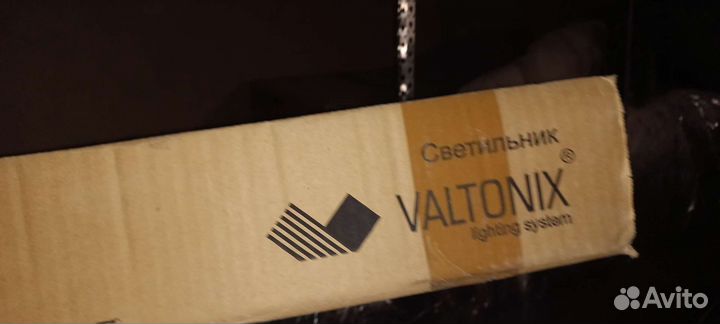 Светильник
VALTONIX®
lighting system
Avito